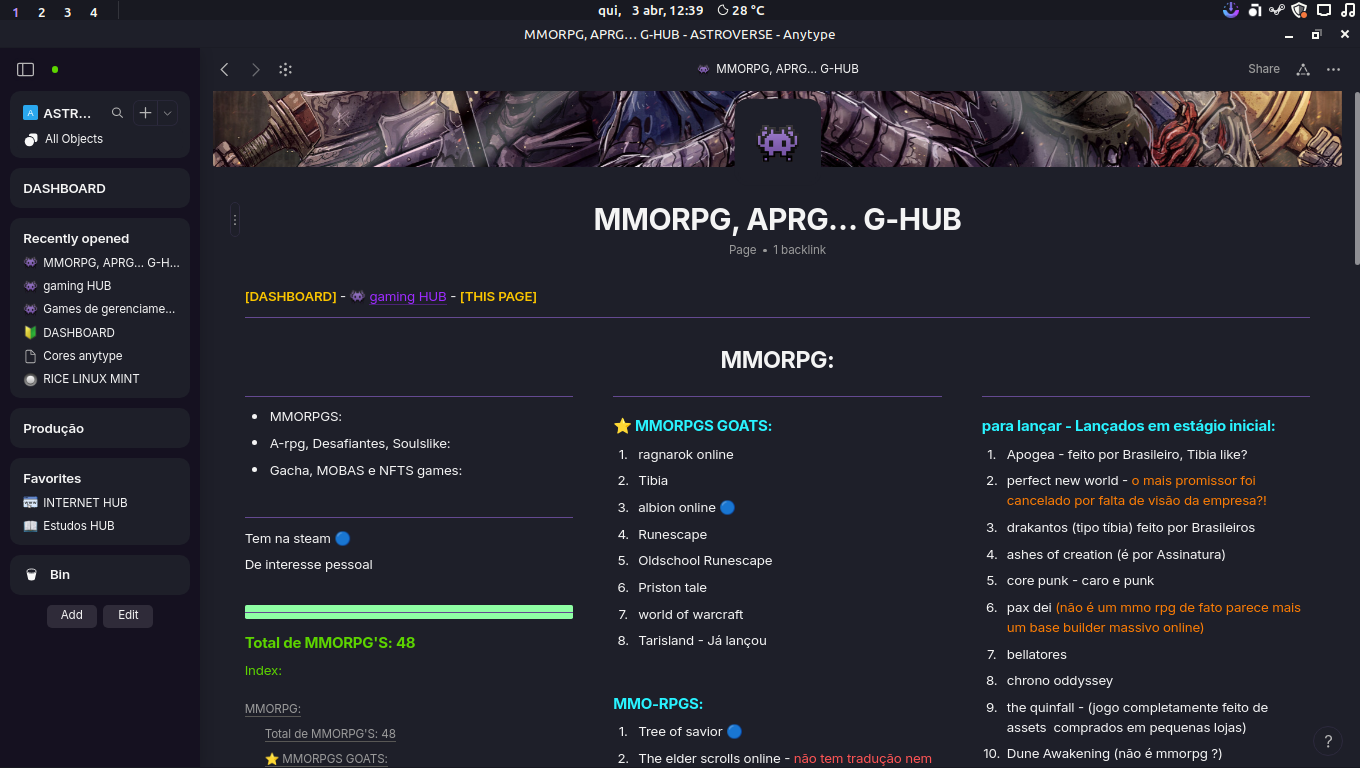 1 2 3 4
qui, 3 abr, 12:39 28 °C
MMORPG, APRG… G-HUB - ASTROVERSE - Anytype
MMORPG, APRG… G-HUB
Share
A ASTR...
All Objects
DASHBOARD
Recently opened
MMORPG, APRG… G-H...
gaming HUB
Games de gerenciame...
DASHBOARD
Cores anytype
RICE LINUX MINT
Produção
Favorites
INTERNET HUB
Estudos HUB
Bin
Add Edit
MMORPG, APRG… G-HUB
Page • 1 backlink
[DASHBOARD] - gaming HUB - [THIS PAGE]
MMORPG:
• MMORPGS:
• A-rpg, Desafiantes, Soulslike:
• Gacha, MOBAS e NFTS games:
Tem na steam
De interesse pessoal
Total de MMORPG'S: 48
Index:
MMORPG:
Total de MMORPG'S: 48
⭐ MMORPGS GOATS:
⭐ MMORPGS GOATS:
1. ragnarok online
2. Tibia
3. albion online
4. Runescape
5. Oldschool Runescape
6. Priston tale
7. world of warcraft
8. Tarisland - Já lançou
MMO-RPGS:
1. Tree of savior
2. The elder scrolls online - não tem tradução nem
para lançar - Lançados em estágio inicial:
1. Apogea - feito por Brasileiro, Tibia like?
2. perfect new world - o mais promissor foi
cancelado por falta de visão da empresa?!
3. drakantos (tipo tíbia) feito por Brasileiros
4. ashes of creation (é por Assinatura)
5. core punk - caro e punk
6. pax dei (não é um mmo rpg de fato parece mais
um base builder massivo online)
7. bellatores
8. chrono oddyssey
9. the quinfall - (jogo completamente feito de
assets comprados em pequenas lojas)
10. Dune Awakening (não é mmorpg ?)
?